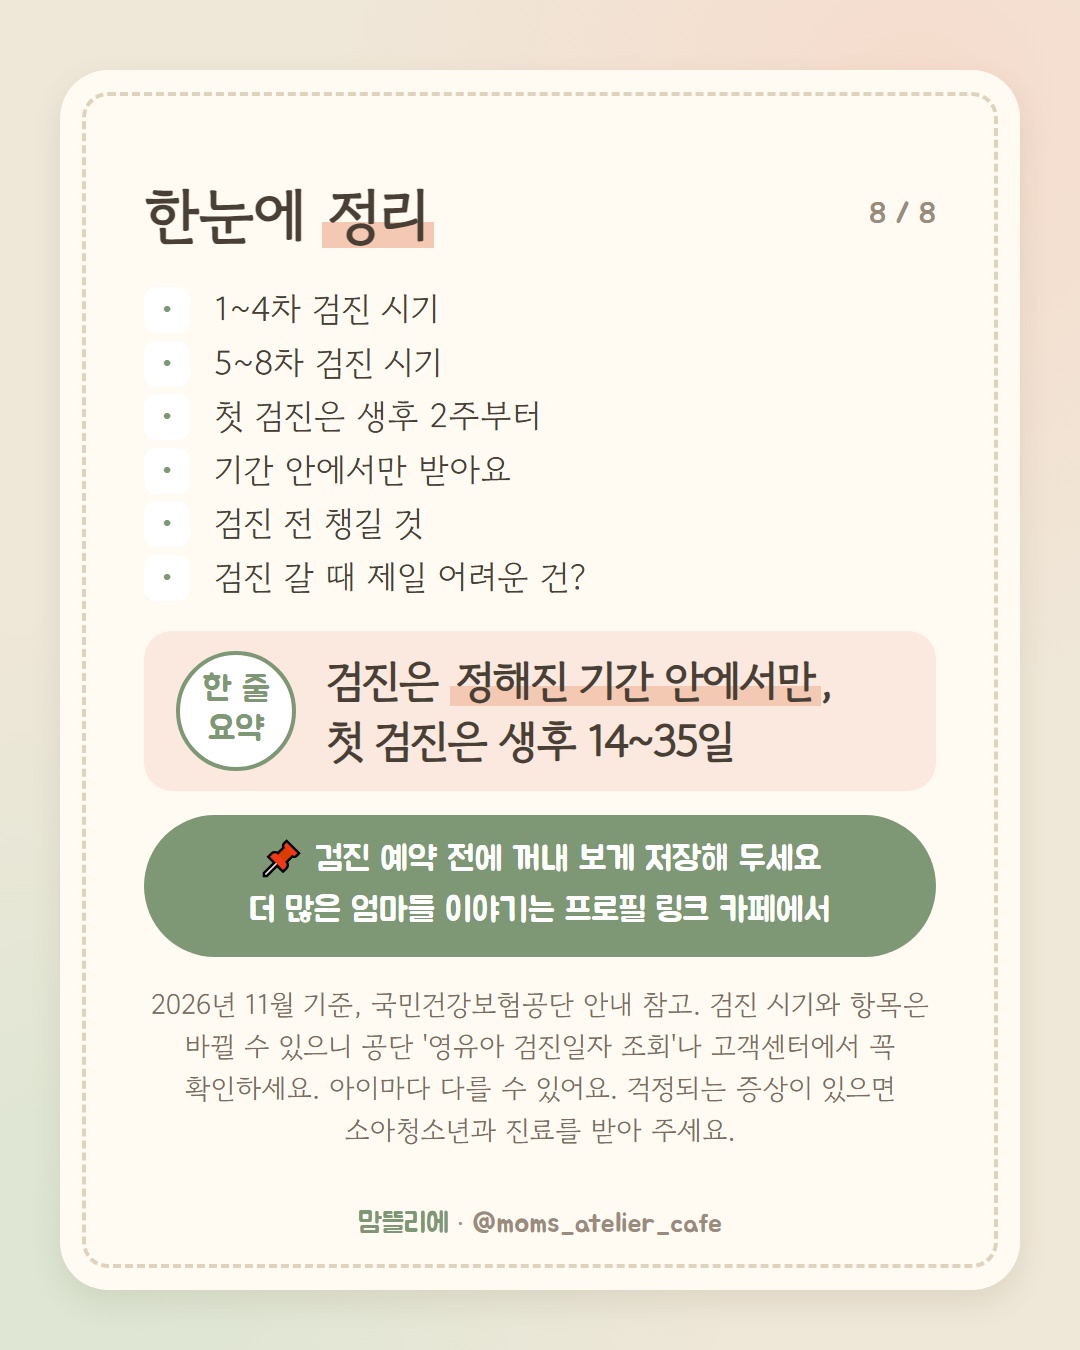 한눈에 정리
8 / 8
• 1~4차 검진 시기
• 5~8차 검진 시기
• 첫 검진은 생후 2주부터
• 기간 안에서만 받아요
• 검진 전 챙길 것
• 검진 갈 때 제일 어려운 건?
한 줄
요약
검진은 정해진 기간 안에서만,
첫 검진은 생후 14~35일
📌 검진 예약 전에 꺼내 보게 저장해 두세요
더 많은 엄마들 이야기는 프로필 링크 카페에서
2026년 11월 기준, 국민건강보험공단 안내 참고. 검진 시기와 항목은
바뀔 수 있으니 공단 '영유아 검진일자 조회'나 고객센터에서 꼭
확인하세요. 아이마다 다를 수 있어요. 걱정되는 증상이 있으면
소아청소년과 진료를 받아 주세요.
맘뜰리에 · @moms_atelier_cafe